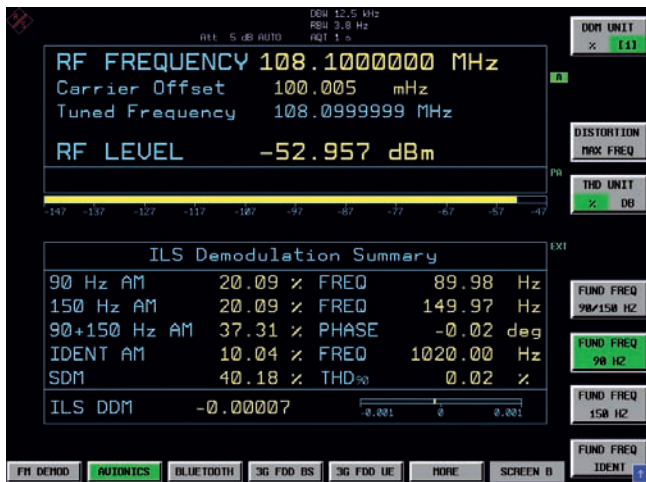 DBW 12.5 kHz
RBW 3.8 Hz
Att 5 dB AUTO AQT 1 s
RF FREQUENCY 108.1000000 MHz
Carrier Offset 100.005 mHz
Tuned Frequency 108.0999999 MHz
RF LEVEL -52.957 dBm
-147 -137 -127 -117 -107 -97 -87 -77 -67 -57 -47
ILS Demodulation Summary
90 Hz AM 20.09 % FREQ 89.98 Hz
150 Hz AM 20.09 % FREQ 149.97 Hz
90+150 Hz AM 37.31 % PHASE -0.02 deg
IDENT AM 10.04 % FREQ 1020.00 Hz
SDM 40.18 % THD90 0.02 %
ILS DDM -0.00007
-0.001 0 0.001
A
PA
EXT
DDM UNIT
% [1]
DISTORTION
MAX FREQ
THD UNIT
% DB
FUND FREQ
90/150 HZ
FUND FREQ
90 HZ
FUND FREQ
150 HZ
FUND FREQ
IDENT
FM DEMOD AVIONICS BLUETOOTH 3G FDD BS 3G FDD UE MORE SCREEN B